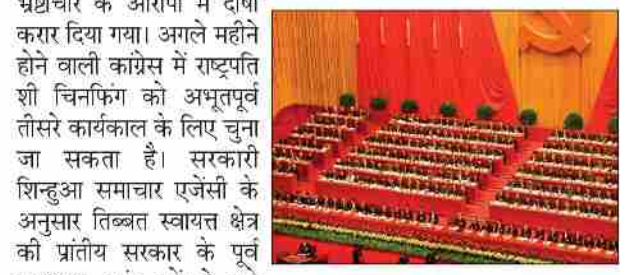 भ्रष्टाचार के आरोपों में दोषी
करार दिया गया। अगले महीने
होने वाली कांग्रेस में राष्ट्रपति
शी चिनफिंग को अभूतपूर्व
तीसरे कार्यकाल के लिए चुना
जा सकता है। सरकारी
शिन्हुआ समाचार एजेंसी के
अनुसार तिब्बत स्वायत्त क्षेत्र
की प्रांतीय सरकार के पूर्व